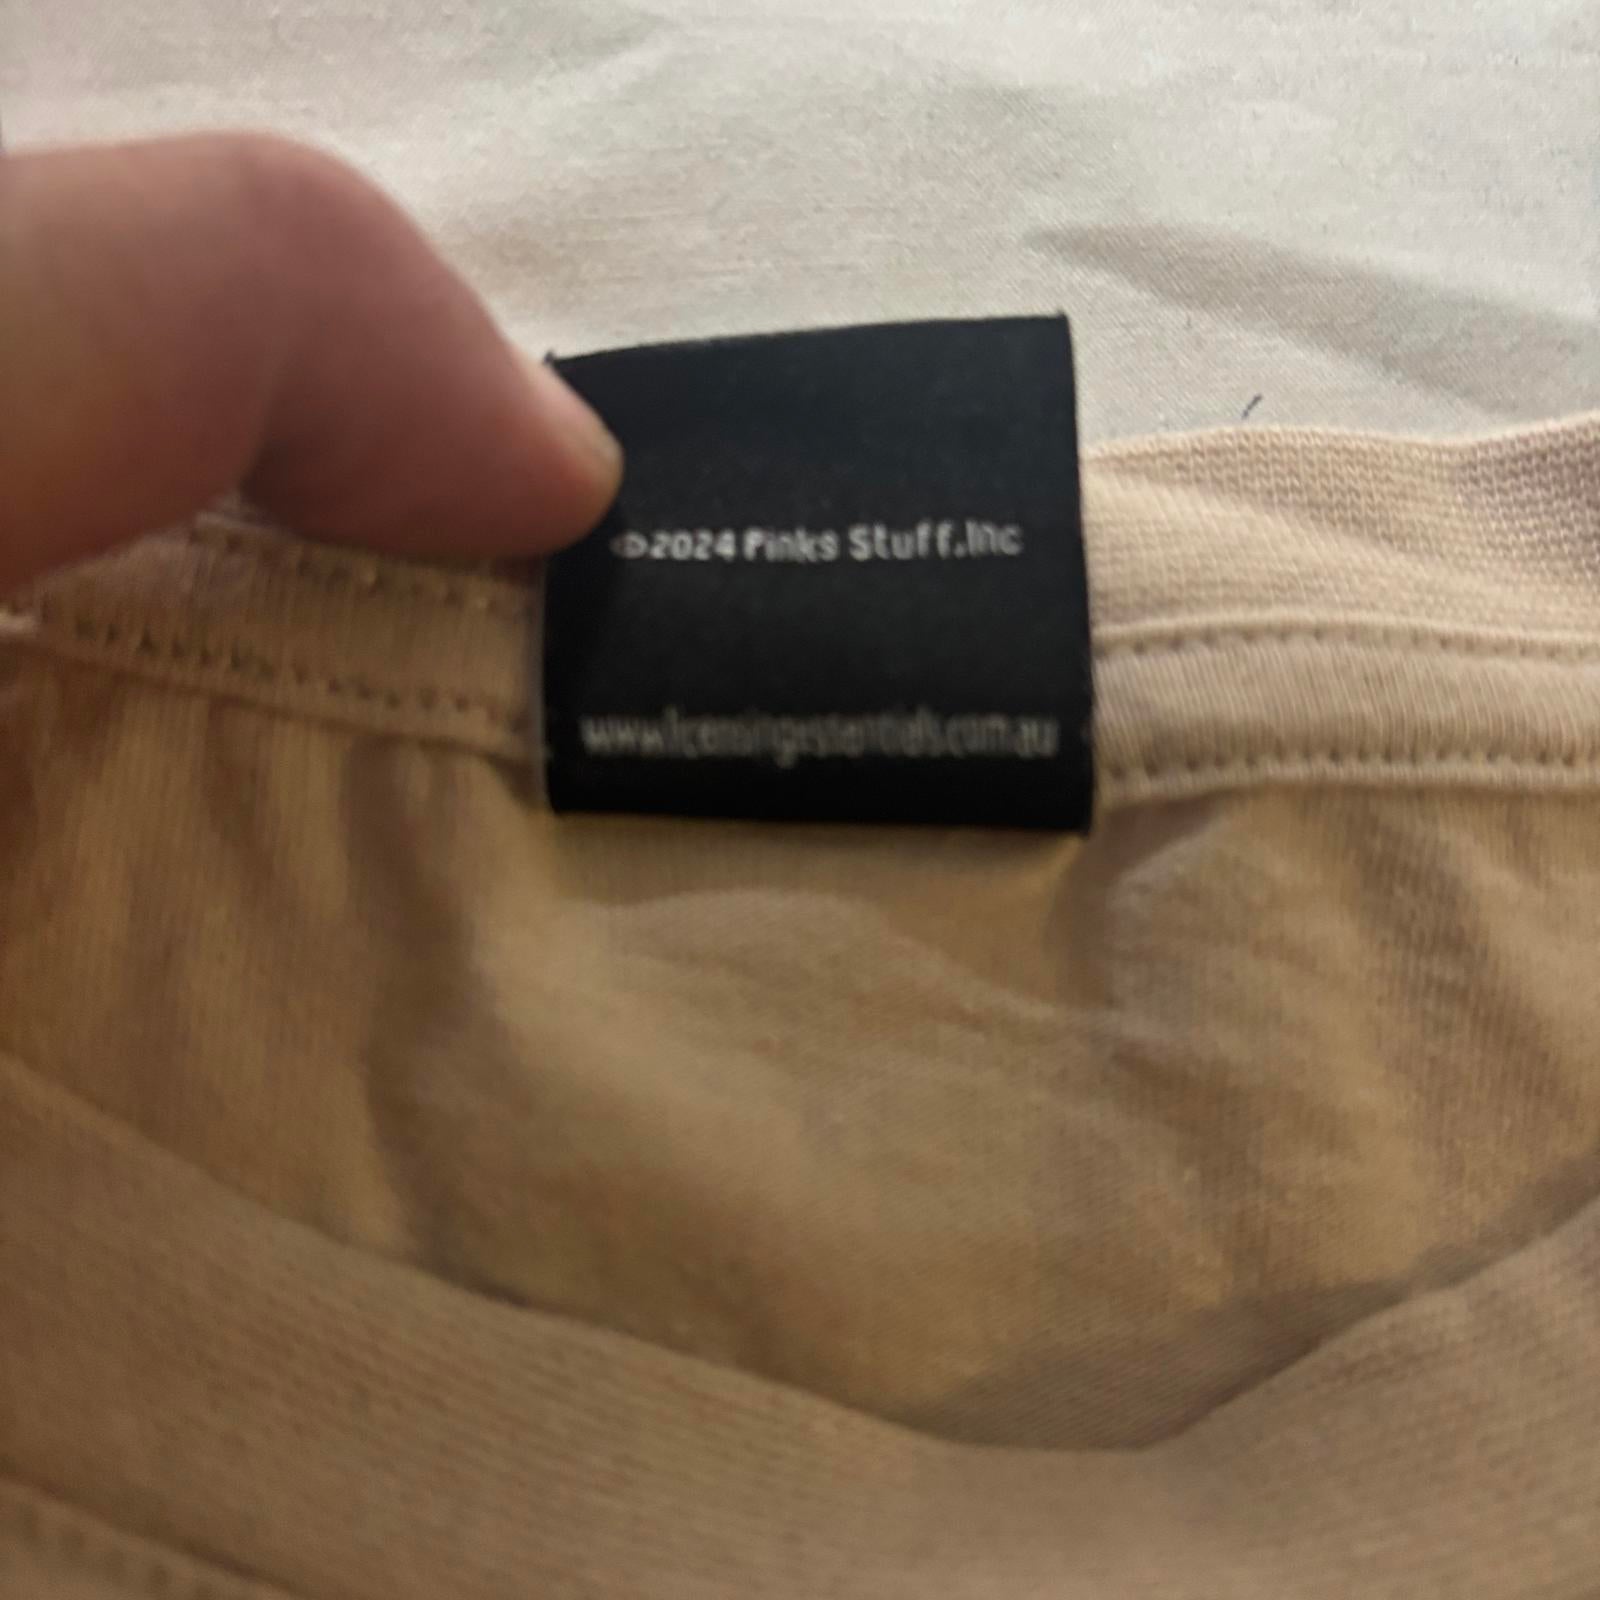 ©2024 Pinks Stuff.Inc
www.licensingessentials.com.au